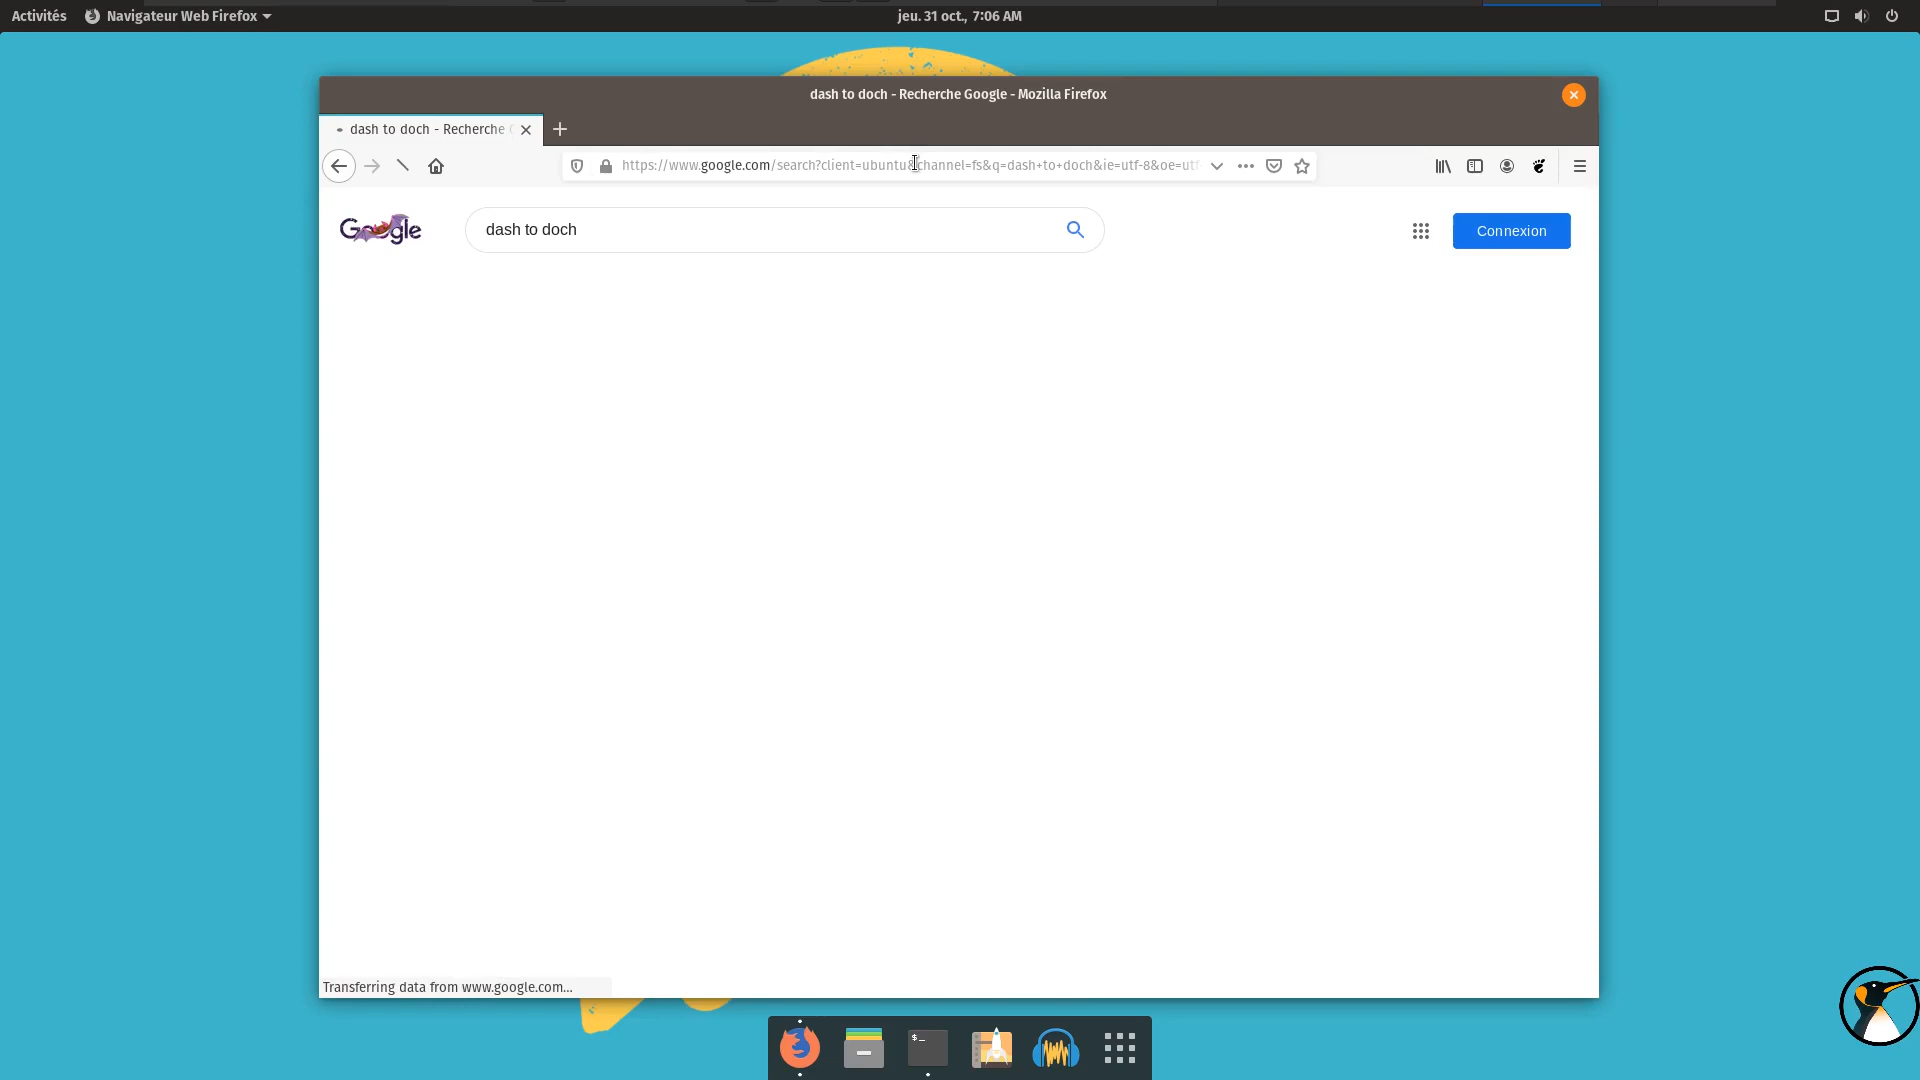 Activités Navigateur Web Firefox jeu. 31 oct., 7:06 AM
dash to doch - Recherche Google - Mozilla Firefox
dash to doch - Recherche
https://www.google.com/search?client=ubuntu&channel=fs&q=dash+to+doch&ie=utf-8&oe=utf
Google dash to doch Connexion
Transferring data from www.google.com...
$_